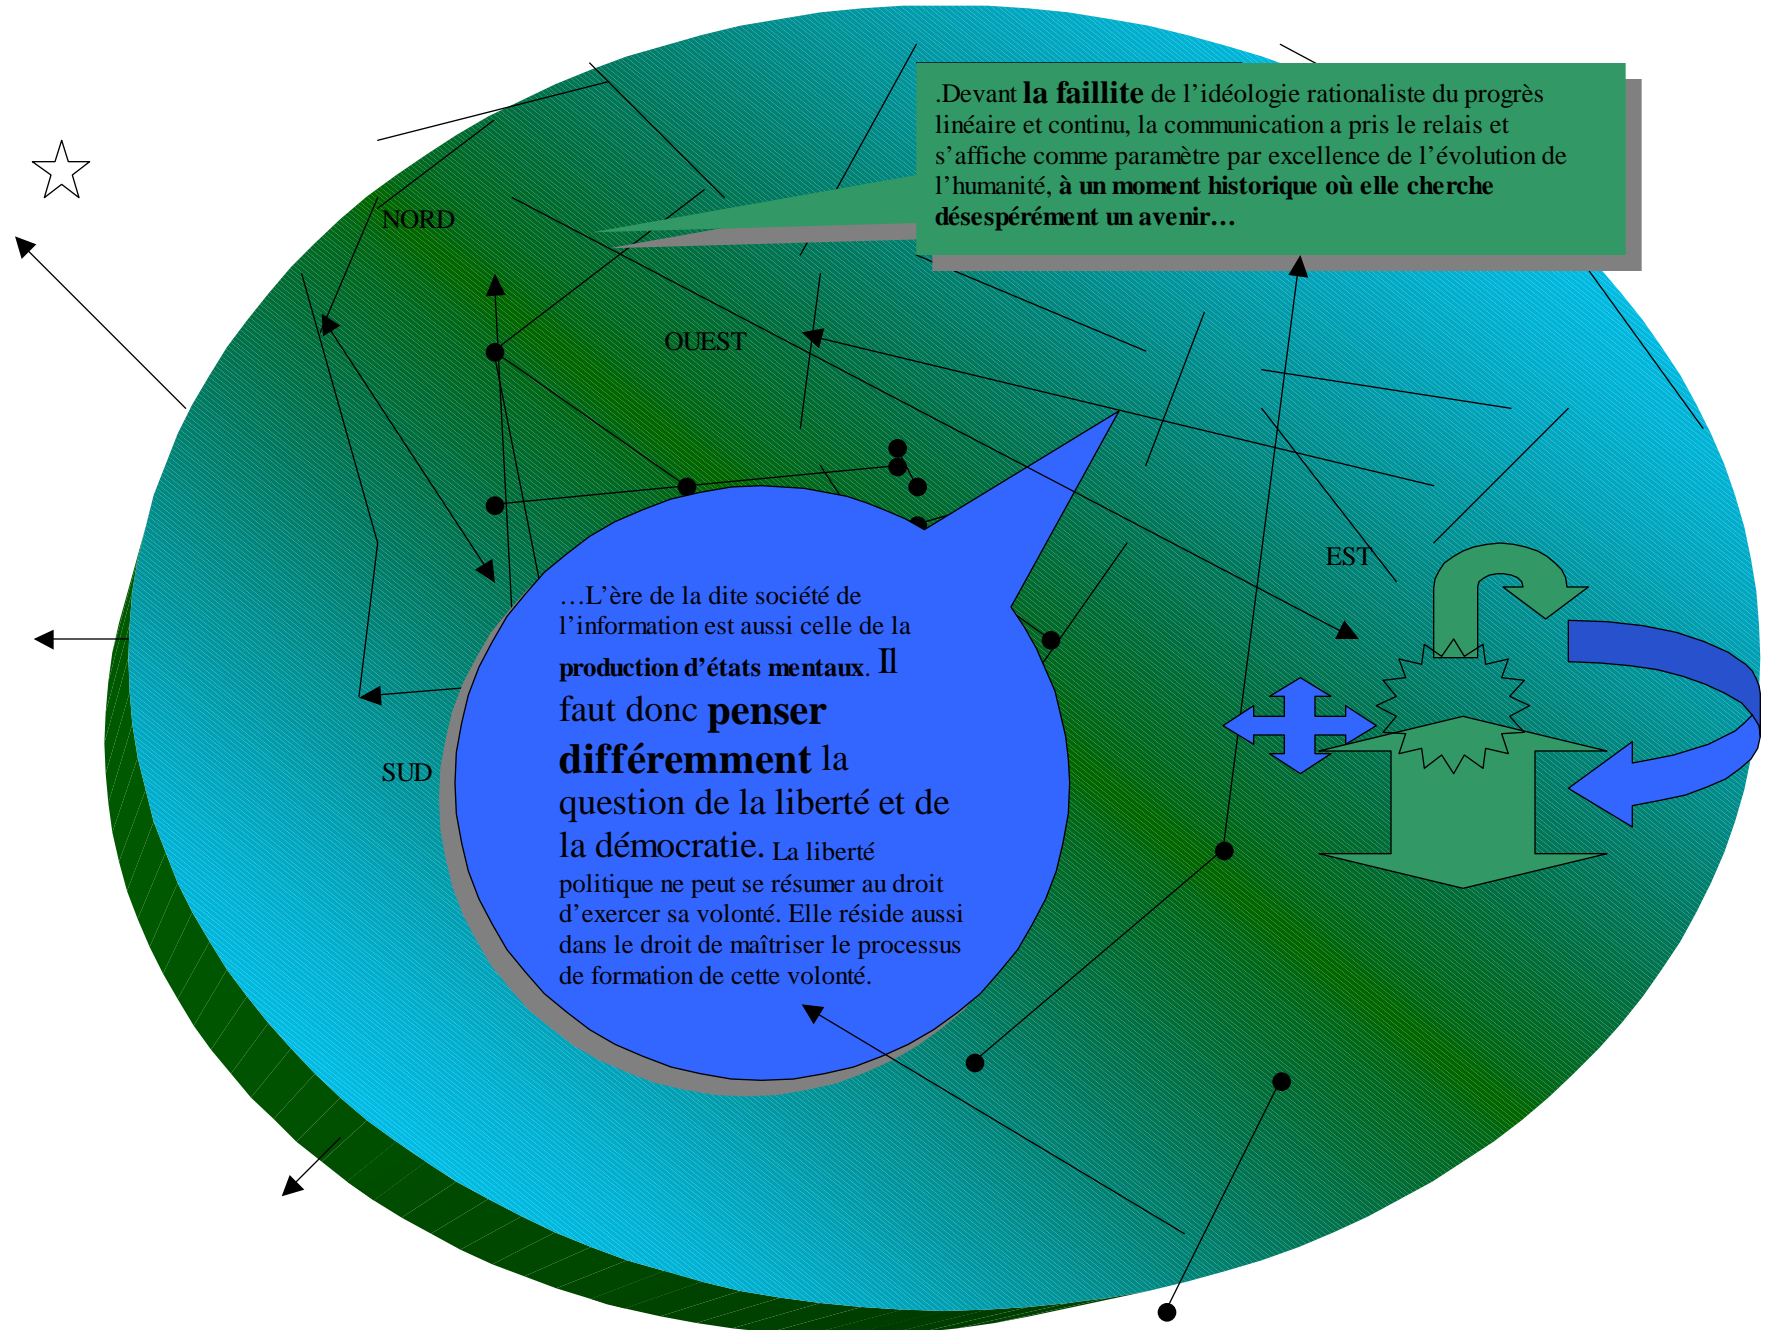 .Devant la faillite de l’idéologie rationaliste du progrès
linéaire et continu, la communication a pris le relais et
s’affiche comme paramètre par excellence de l’évolution de
l’humanité, à un moment historique où elle cherche
désespérément un avenir…
NORD
OUEST
EST
…L’ère de la dite société de
l’information est aussi celle de la
production d’états mentaux. Il
faut donc penser
différemment la
question de la liberté et de
la démocratie. La liberté
politique ne peut se résumer au droit
d’exercer sa volonté. Elle réside aussi
dans le droit de maîtriser le processus
de formation de cette volonté.
SUD